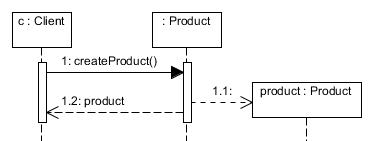 c : Client
: Product
1: createProduct()
1.1:
product : Product
1.2: product